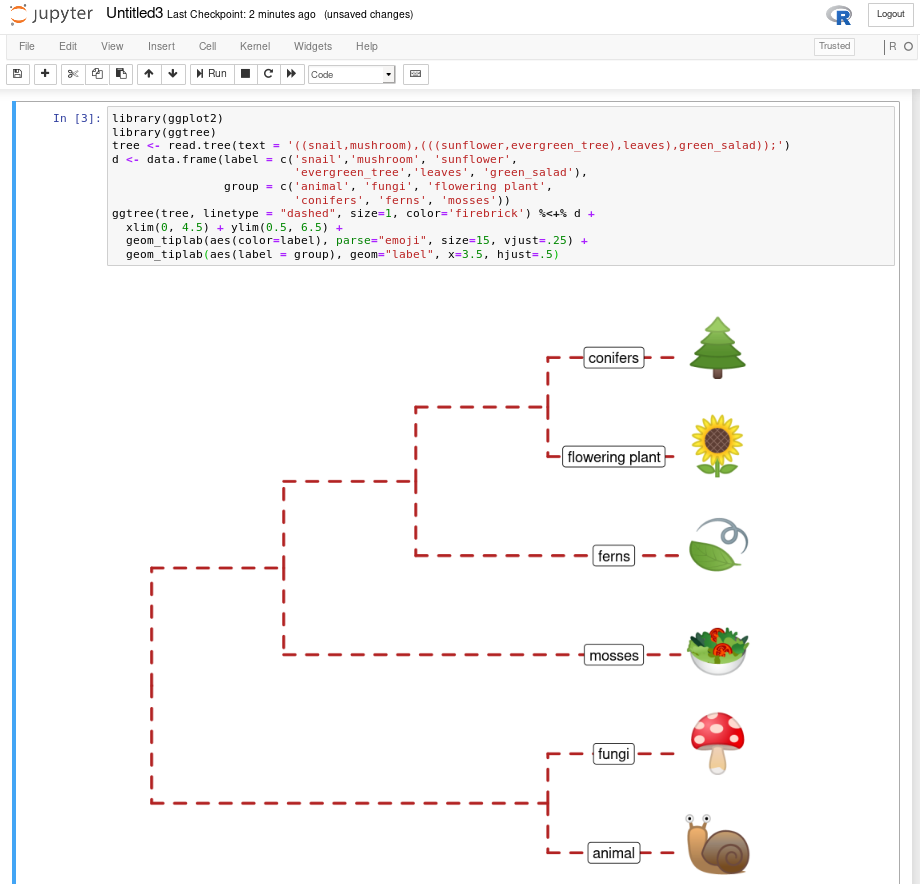 jupyter Untitled3 Last Checkpoint: 2 minutes ago (unsaved changes) R Logout
File Edit View Insert Cell Kernel Widgets Help Trusted R
Run Code
In [3]: library(ggplot2)
library(ggtree)
tree <- read.tree(text = '((snail,mushroom),(((sunflower,evergreen_tree),leaves),green_salad));')
d <- data.frame(label = c('snail','mushroom', 'sunflower',
'evergreen_tree','leaves', 'green_salad'),
group = c('animal', 'fungi', 'flowering plant',
'conifers', 'ferns', 'mosses'))
ggtree(tree, linetype = "dashed", size=1, color='firebrick') %<+% d +
xlim(0, 4.5) + ylim(0.5, 6.5) +
geom_tiplab(aes(color=label), parse="emoji", size=15, vjust=.25) +
geom_tiplab(aes(label = group), geom="label", x=3.5, hjust=.5)
conifers
flowering plant
ferns
mosses
fungi
animal